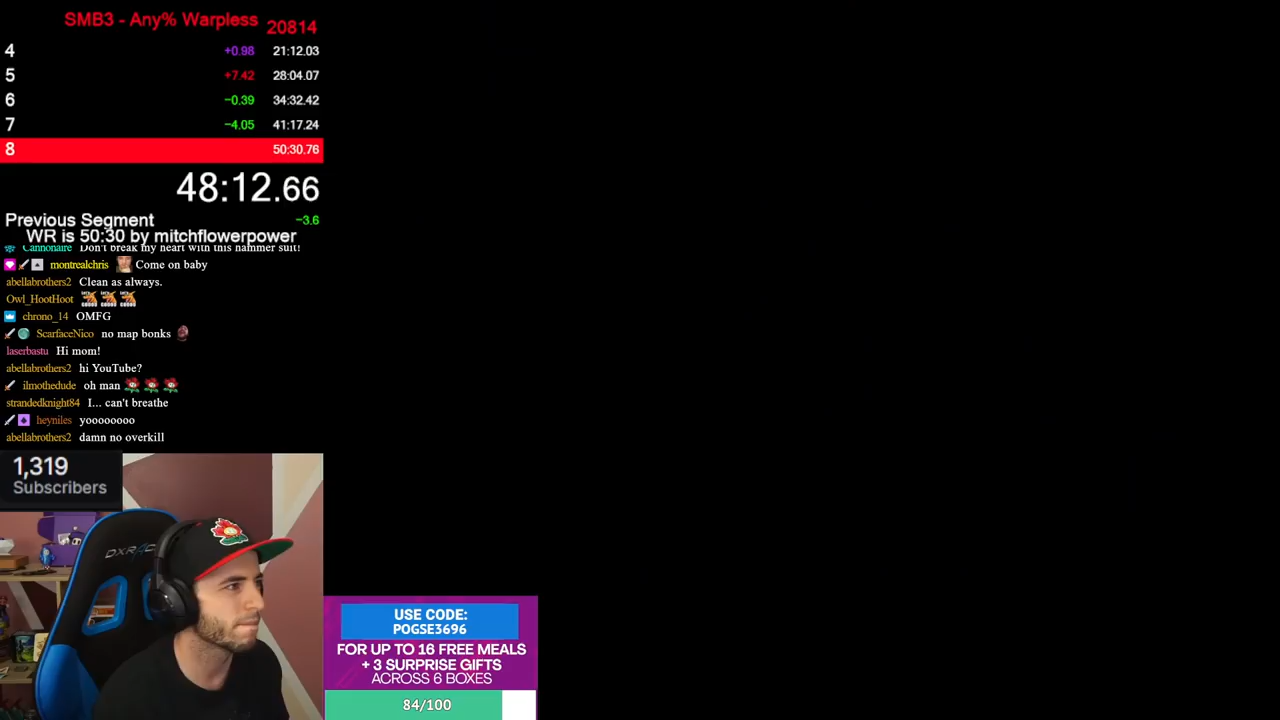 SMB3 - Any% Warpless 20814
4 +0.98 21:12.03
5 +7.42 28:04.07
6 −0.39 34:32.42
7 −4.05 41:17.24
8 50:30.76
48:12.66
Previous Segment −3.6
WR is 50:30 by mitchflowerpower
Cannonaire Don't break my heart with this hammer suit!
montrealchris Come on baby
abellabrothers2 Clean as always.
Owl_HootHoot
chrono_14 OMFG
ScarfaceNico no map bonks
laserbastu Hi mom!
abellabrothers2 hi YouTube?
ilmothedude oh man
strandedknight84 I... can't breathe
heyniles yoooooooo
abellabrothers2 damn no overkill
1,319
Subscribers
DXRAC
USE CODE:
POGSE3696
FOR UP TO 16 FREE MEALS
+ 3 SURPRISE GIFTS
ACROSS 6 BOXES
84/100